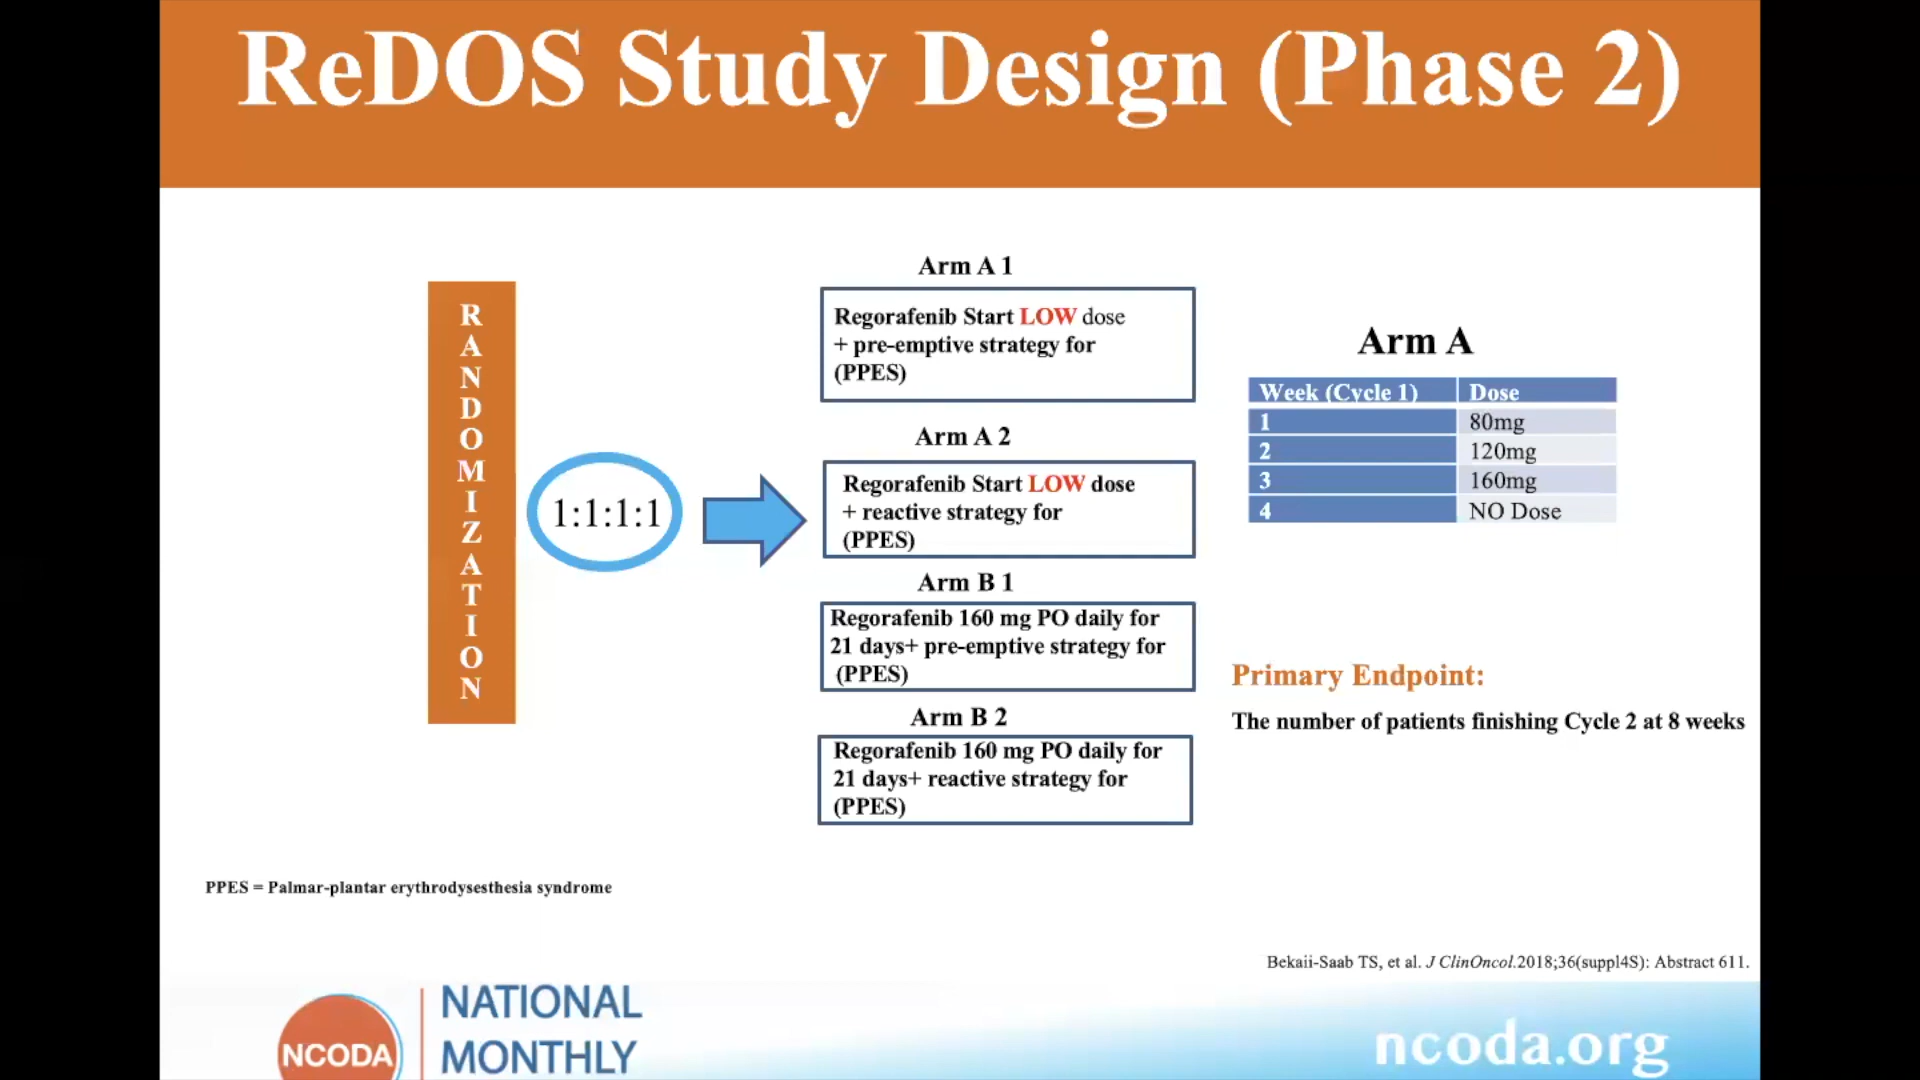 ReDOS Study Design (Phase 2)
RANDOMIZATION
1:1:1:1
Arm A 1
Regorafenib Start LOW dose
+ pre-emptive strategy for
(PPES)
Arm A 2
Regorafenib Start LOW dose
+ reactive strategy for
(PPES)
Arm B 1
Regorafenib 160 mg PO daily for
21 days+ pre-emptive strategy for
(PPES)
Arm B 2
Regorafenib 160 mg PO daily for
21 days+ reactive strategy for
(PPES)
Arm A
Week (Cycle 1) Dose
1 80mg
2 120mg
3 160mg
4 NO Dose
Primary Endpoint:
The number of patients finishing Cycle 2 at 8 weeks
PPES = Palmar-plantar erythrodysesthesia syndrome
Bekaii-Saab TS, et al. J ClinOncol.2018;36(suppl4S): Abstract 611.
NCODA
NATIONAL
MONTHLY
ncoda.org